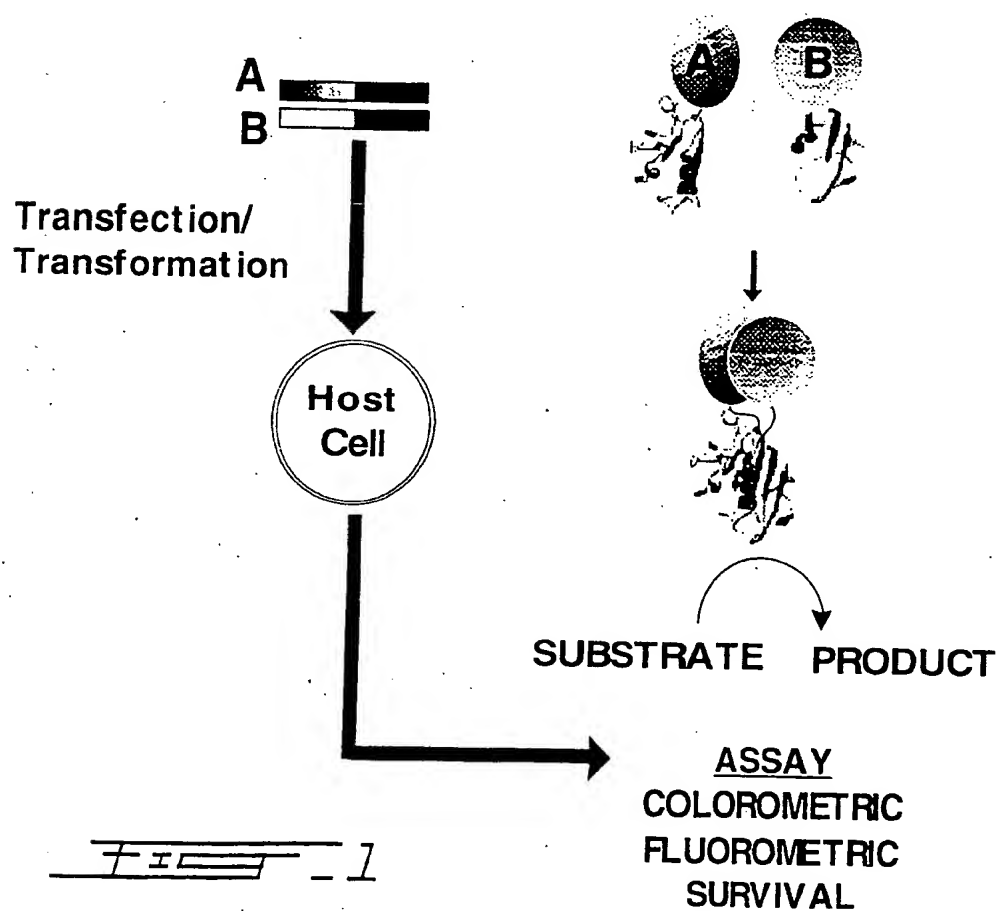 A
B
Transfection/
Transformation
Host
Cell
A
B
SUBSTRATE PRODUCT
ASSAY
COLOROMETRIC
FLUOROMETRIC
SURVIVAL